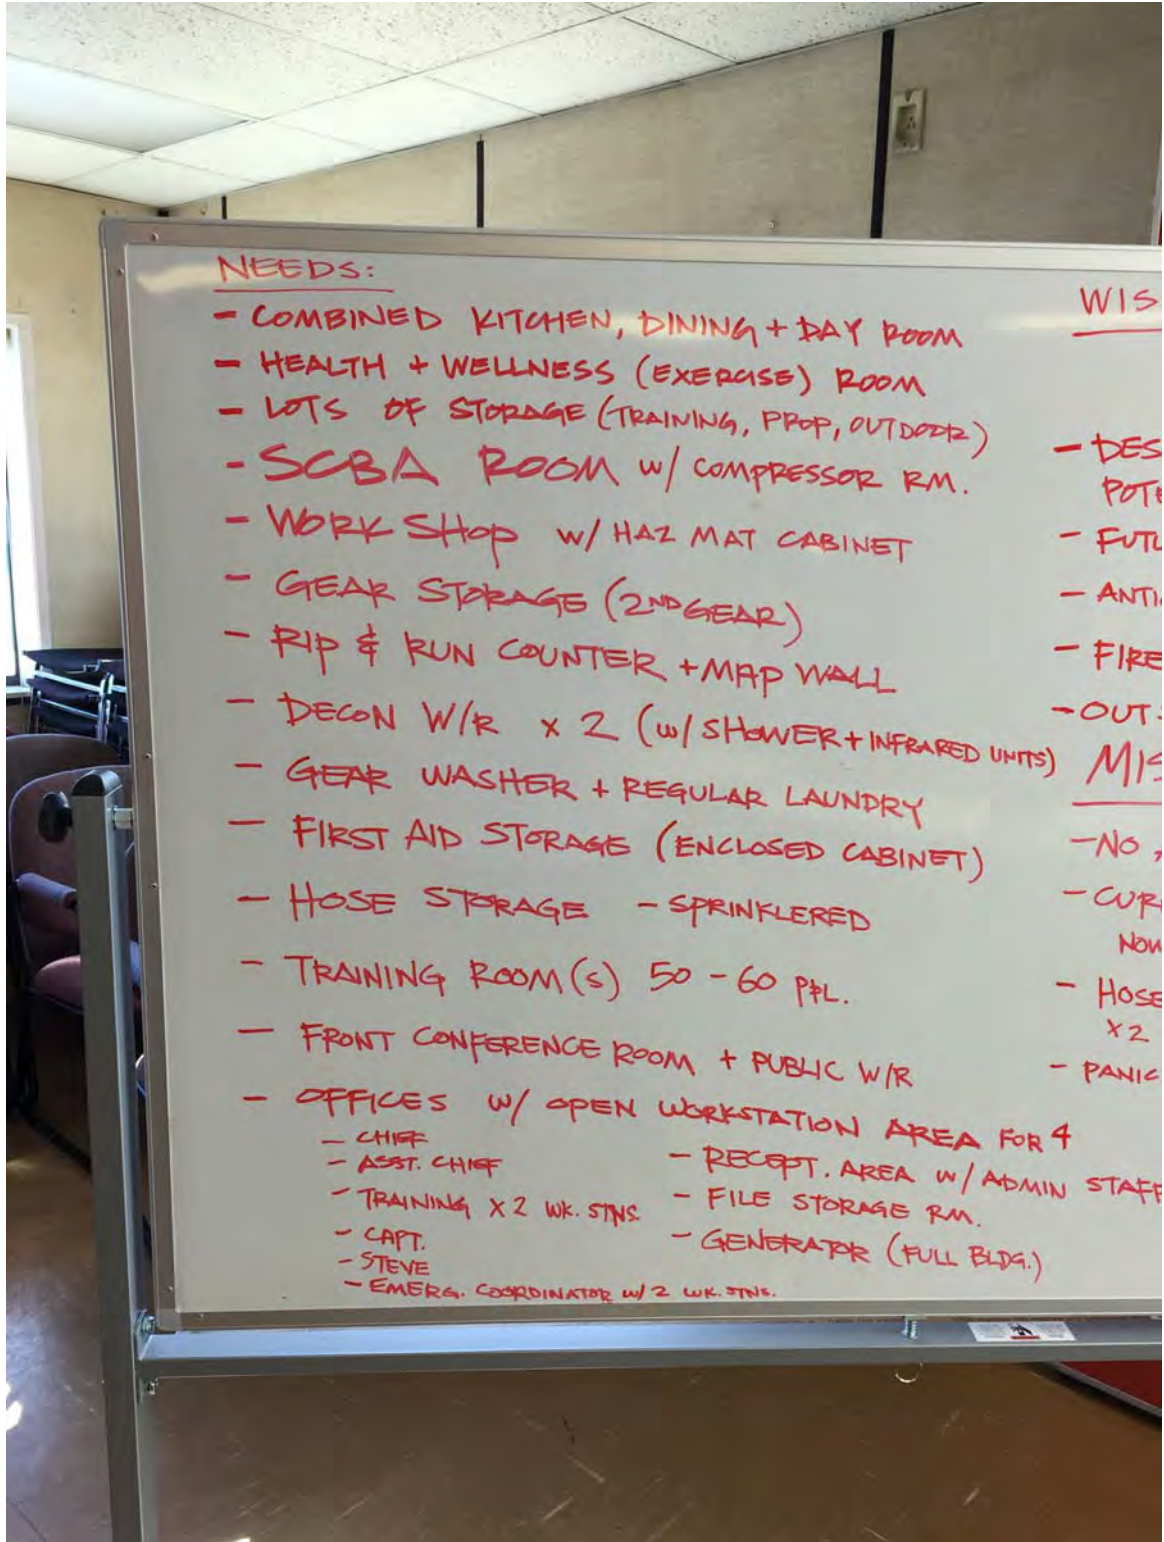 NEEDS:
- COMBINED KITCHEN, DINING + DAY ROOM
- HEALTH + WELLNESS (EXERCISE) ROOM
- LOTS OF STORAGE (TRAINING, PROP, OUTDOOR)
- SCBA ROOM w/ COMPRESSOR RM.
- WORK SHOP w/ HAZ MAT CABINET
- GEAR STORAGE (2ND GEAR)
- RIP & RUN COUNTER + MAP WALL
- DECON W/R x 2 (w/ SHOWER + INFRARED UNITS)
- GEAR WASHER + REGULAR LAUNDRY
- FIRST AID STORAGE (ENCLOSED CABINET)
- HOSE STORAGE - SPRINKLERED
- TRAINING ROOM(S) 50 - 60 PPL.
- FRONT CONFERENCE ROOM + PUBLIC W/R
- OFFICES w/ OPEN WORKSTATION AREA FOR 4
- CHIEF
- ASST. CHIEF
- TRAINING x 2 WK. STNS.
- CAPT.
- STEVE
- EMERG. COORDINATOR w/ 2 WK. STNS.
- RECEPT. AREA w/ ADMIN STAFF
- FILE STORAGE RM.
- GENERATOR (FULL BLDG.)
WIS
- DES
POTE
- FUTU
- ANTI
- FIRE
- OUT
MIS
- NO
- CURR
NOW
- HOSE
x 2
- PANIC